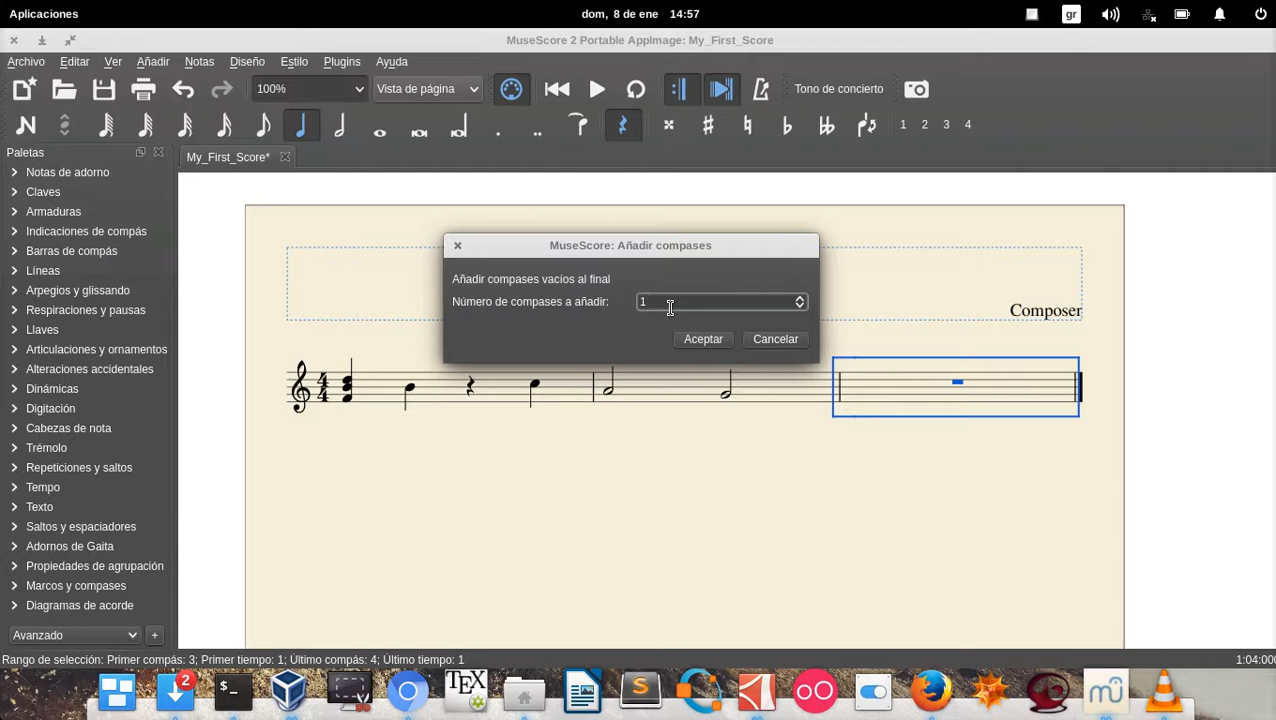 Aplicaciones
dom, 8 de ene 14:57
gr
MuseScore 2 Portable AppImage: My_First_Score
Archivo Editar Ver Añadir Notas Diseño Estilo Plugins Ayuda
100% Vista de página Tono de concierto
1 2 3 4
Paletas
My_First_Score*
Notas de adorno
Claves
Armaduras
Indicaciones de compás
Barras de compás
Líneas
Arpegios y glissando
Respiraciones y pausas
Llaves
Articulaciones y ornamentos
Alteraciones accidentales
Dinámicas
Digitación
Cabezas de nota
Trémolo
Repeticiones y saltos
Tempo
Texto
Saltos y espaciadores
Adornos de Gaita
Propiedades de agrupación
Marcos y compases
Diagramas de acorde
Avanzado
+
MuseScore: Añadir compases
Añadir compases vacíos al final
Número de compases a añadir: 1
Aceptar Cancelar
Composer
4
4
Rango de selección: Primer compás: 3; Primer tiempo: 1; Último compás: 4; Último tiempo: 1
1:04:000
2
TEX
S
mu